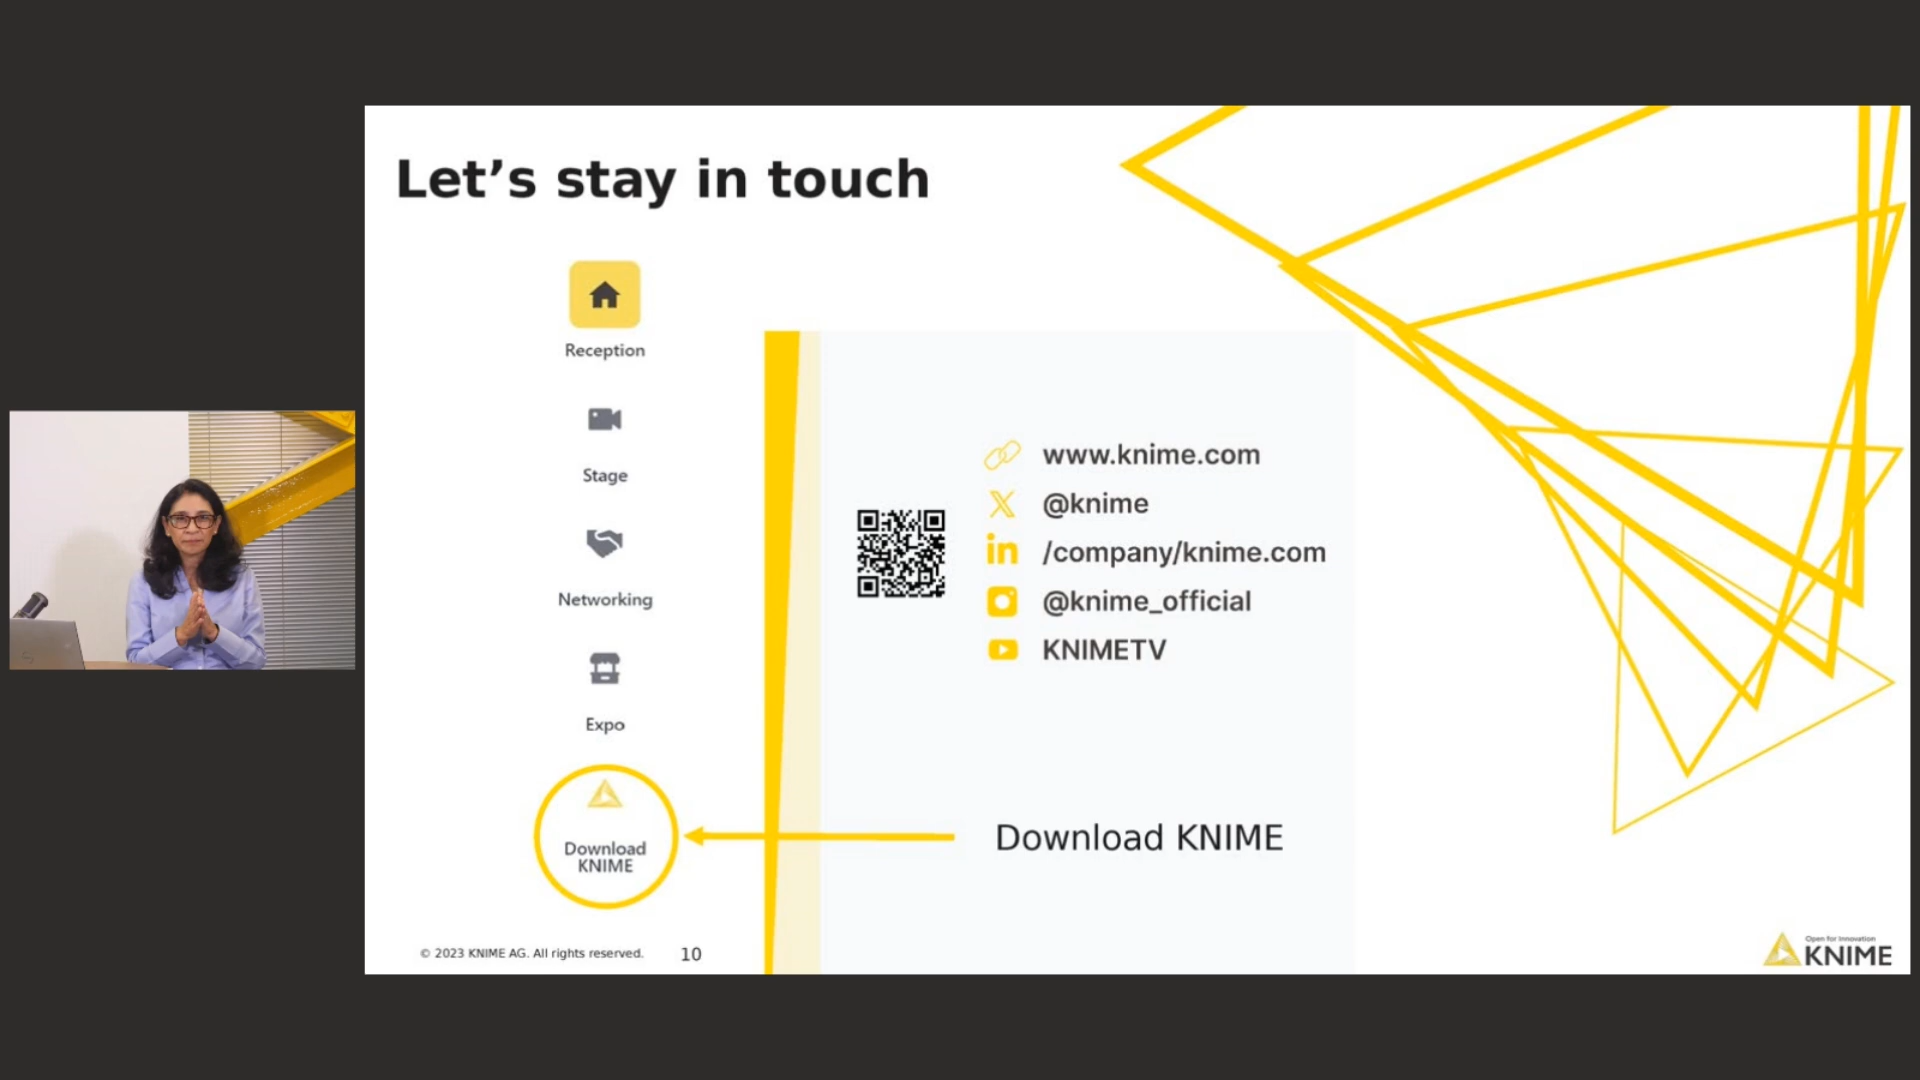 Let’s stay in touch
Reception
Stage
Networking
Expo
Download
KNIME
www.knime.com
@knime
/company/knime.com
@knime_official
KNIMETV
Download KNIME
© 2023 KNIME AG. All rights reserved.
10
Open for Innovation
KNIME